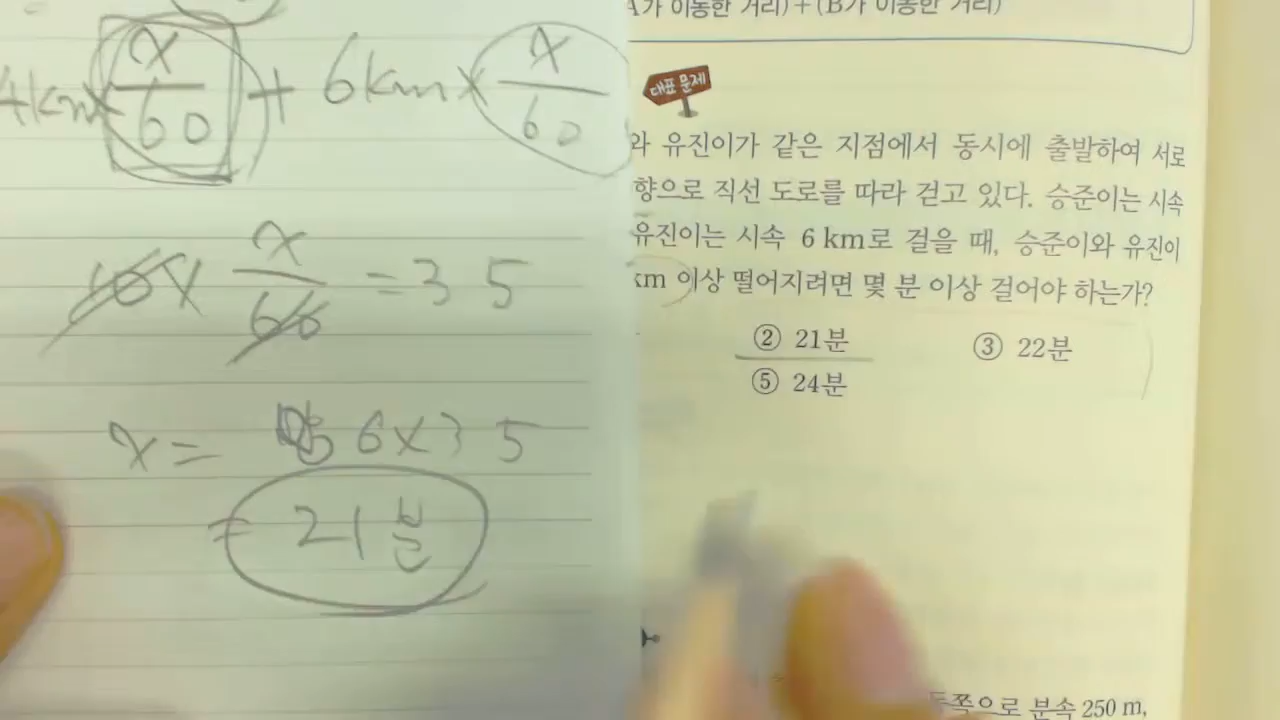 4km × x/60 + 6km × x/60
10 × x/60 = 3 5
x = 6×3 5
= 21분
A가 이동한 거리)+(B가 이동한 거리)
대표 문제
와 유진이가 같은 지점에서 동시에 출발하여 서로
향으로 직선 도로를 따라 걷고 있다. 승준이는 시속
유진이는 시속 6 km로 걸을 때, 승준이와 유진이
km 이상 떨어지려면 몇 분 이상 걸어야 하는가?
② 21분 ③ 22분
⑤ 24분
동쪽으로 분속 250 m,